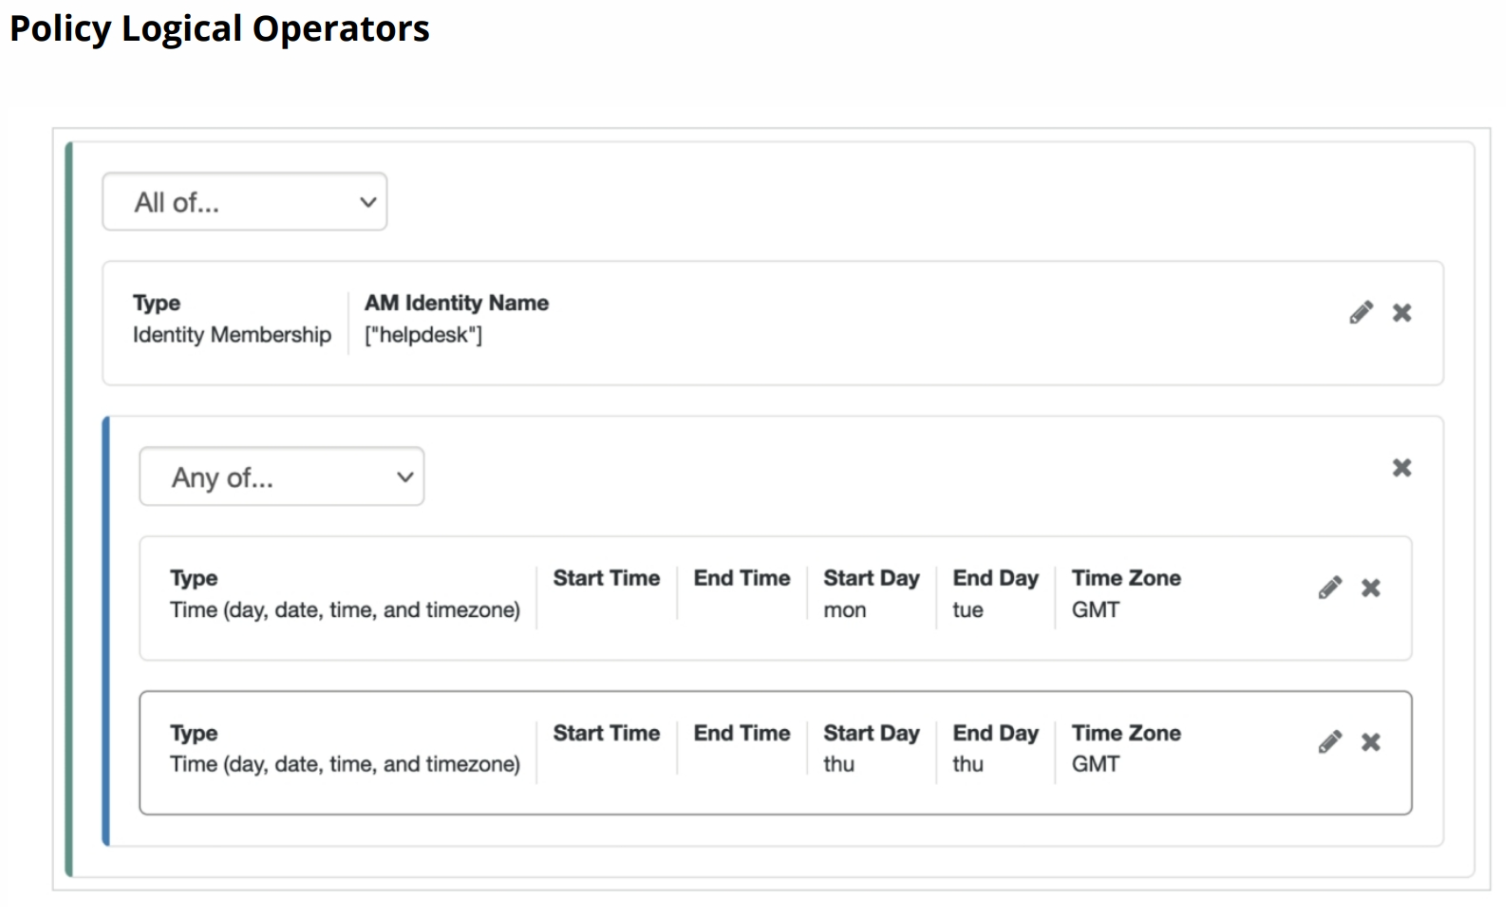 Policy Logical Operators
All of...
Type AM Identity Name
Identity Membership ["helpdesk"]
Any of...
Type Start Time End Time Start Day End Day Time Zone
Time (day, date, time, and timezone) mon tue GMT
Type Start Time End Time Start Day End Day Time Zone
Time (day, date, time, and timezone) thu thu GMT